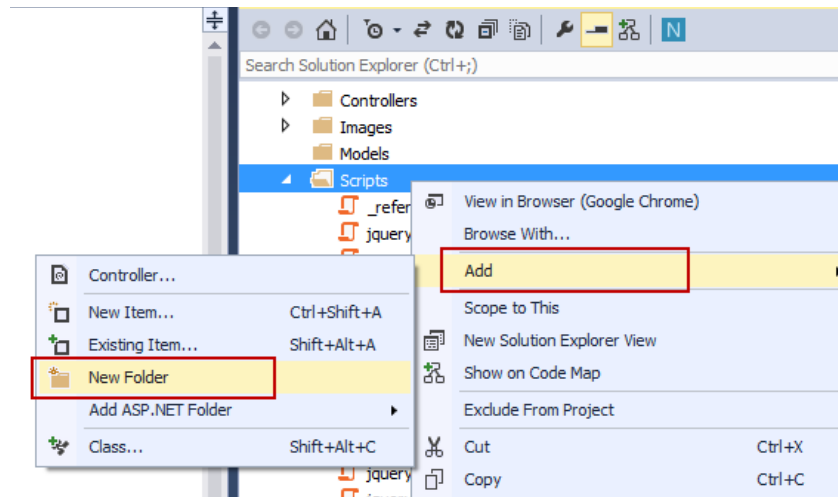 N
Search Solution Explorer (Ctrl+;)
Controllers
Images
Models
Scripts
_refer
jquery
View in Browser (Google Chrome)
Browse With...
Add
Scope to This
New Solution Explorer View
Show on Code Map
Exclude From Project
Cut Ctrl+X
Copy Ctrl+C
Controller...
New Item... Ctrl+Shift+A
Existing Item... Shift+Alt+A
New Folder
Add ASP.NET Folder
Class... Shift+Alt+C
jquery